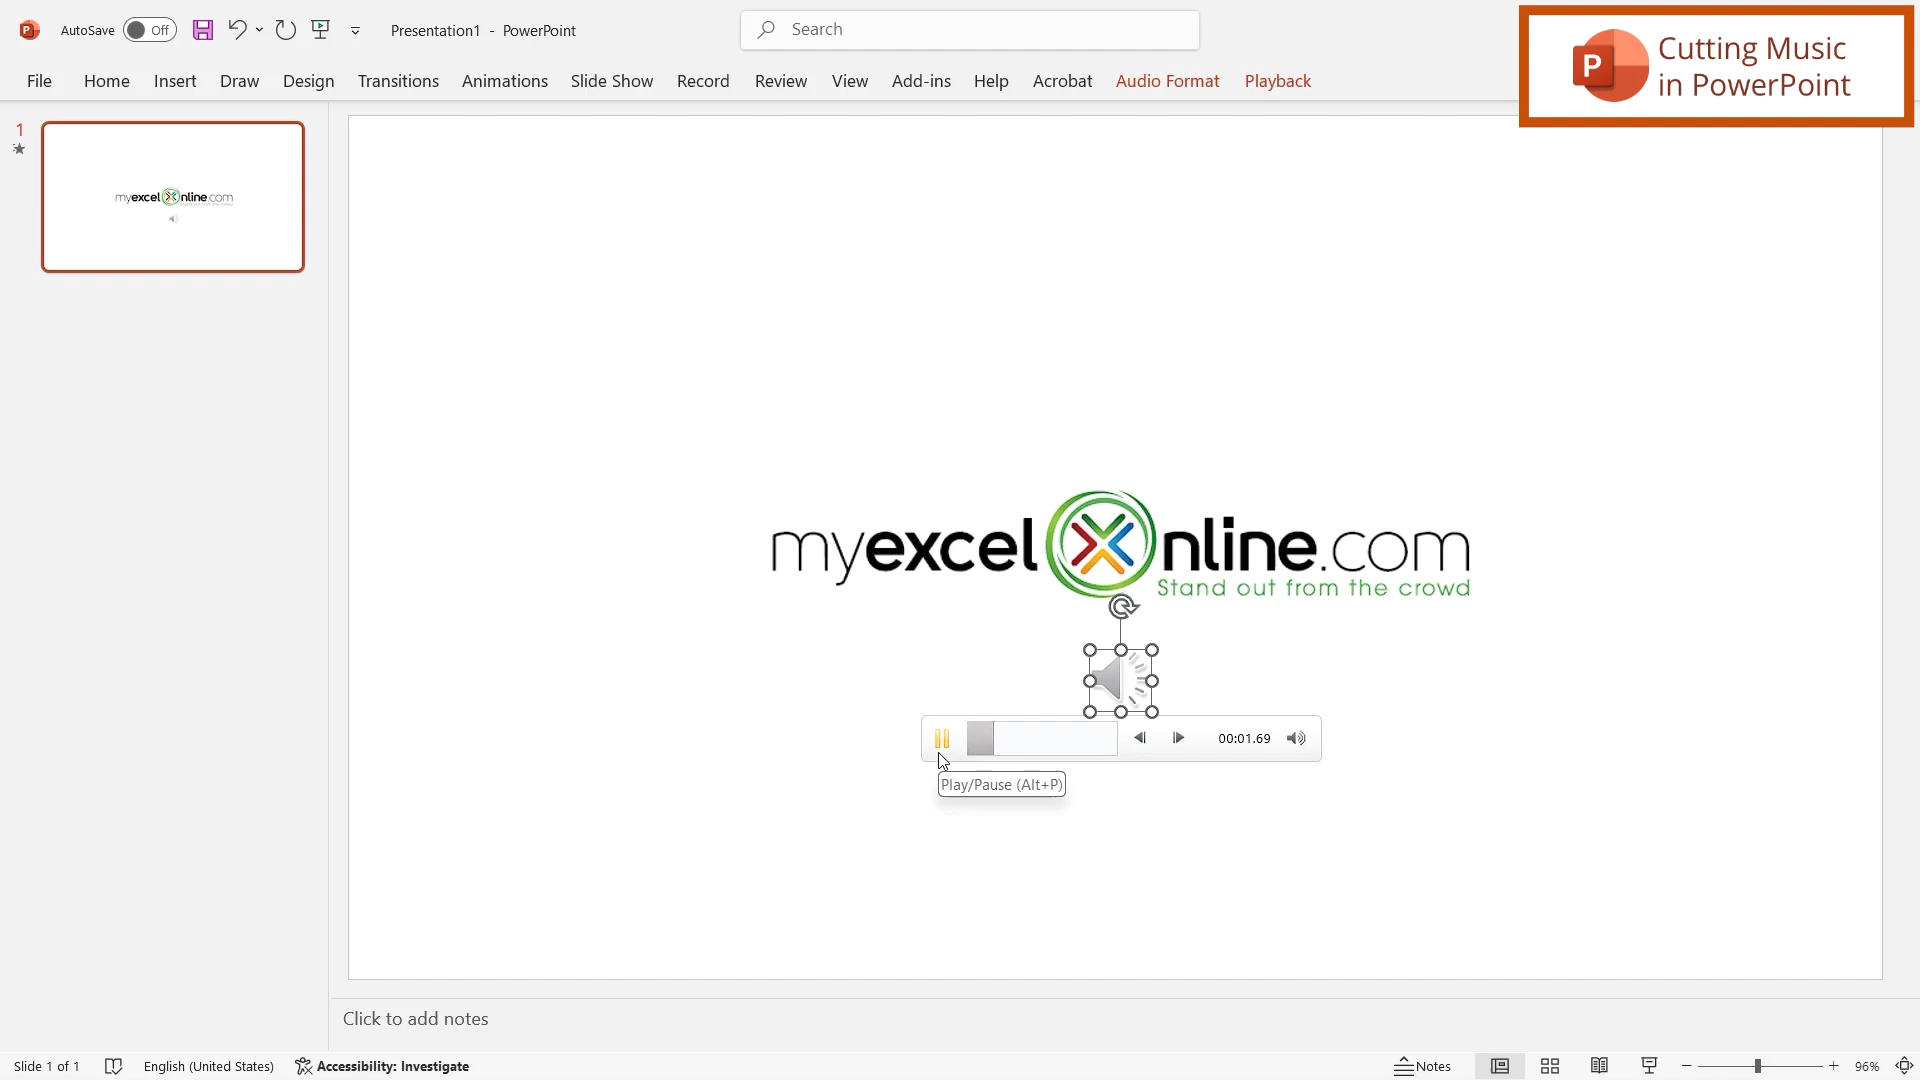 AutoSave Off Presentation1 - PowerPoint Search
Cutting Music
in PowerPoint
File Home Insert Draw Design Transitions Animations Slide Show Record Review View Add-ins Help Acrobat Audio Format Playback
1
myexcelonline.com
myexcel nline.com
Stand out from the crowd
00:01.69
Play/Pause (Alt+P)
Click to add notes
Slide 1 of 1 English (United States) Accessibility: Investigate Notes 96%